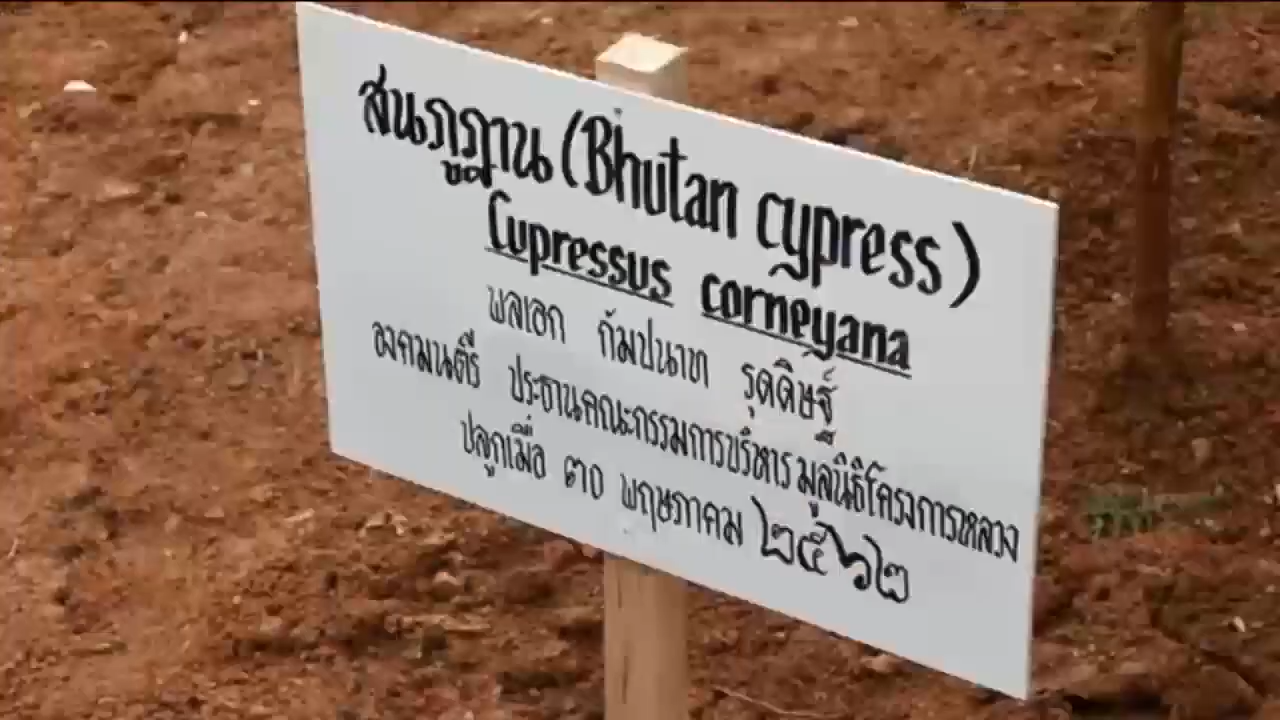 สนภูฏาน (Bhutan cypress)
Cupressus corneyana
พลเอก กัมปนาท รุดดิษฐ์
องคมนตรี ประธานคณะกรรมการบริหาร มูลนิธิโครงการหลวง
ปลูกเมื่อ ๓๐ พฤษภาคม ๒๕๖๒